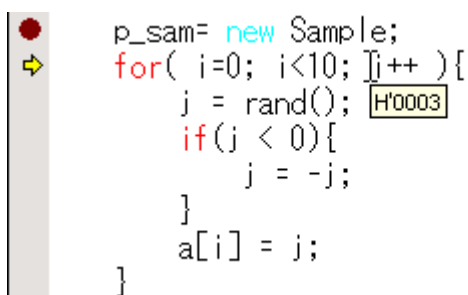 p_sam= new Sample;
for( i=0; i<10; i++ ){
j = rand();
H'0003
if(j < 0){
j = -j;
}
a[i] = j;
}